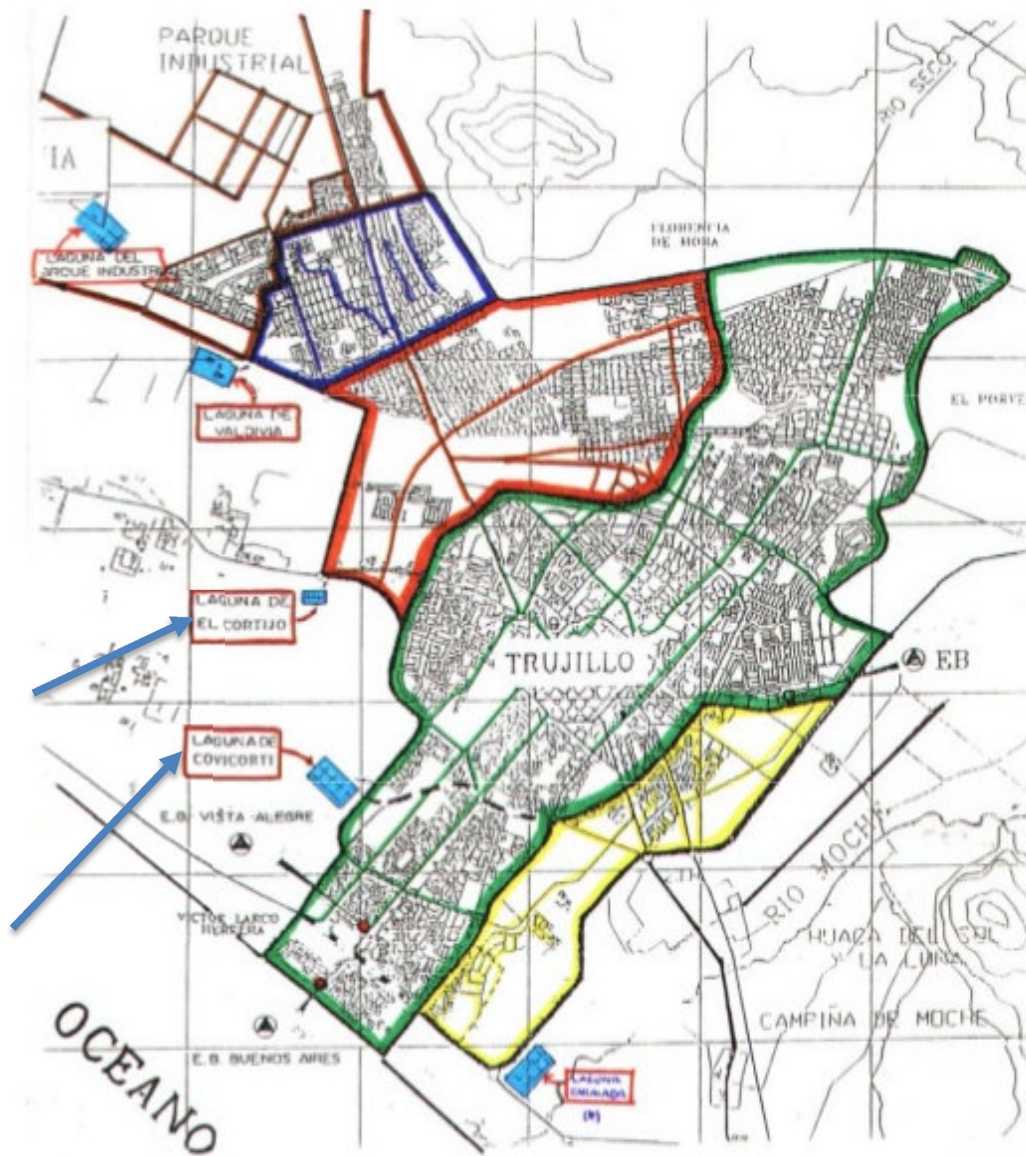 PARQUE
INDUSTRIAL
RIO SECO
IA
LAGUNA DEL
ARQUE INDUSTR
FLORENCIA
DE MORA
LAGUNA DE
VALDIVIA
EL PORVE
LAGUNA DE
EL CORTIJO
TRUJILLO
EB
LAGUNA DE
COVICORTI
E.B. VISTA ALEGRE
RIO MOCHE
VICTOR LARCO
HERRERA
HUACA DEL SOL
Y LA LUNA
CAMPIÑA DE MOCHE
OCEANO
E.B. BUENOS AIRES
LAGUNA